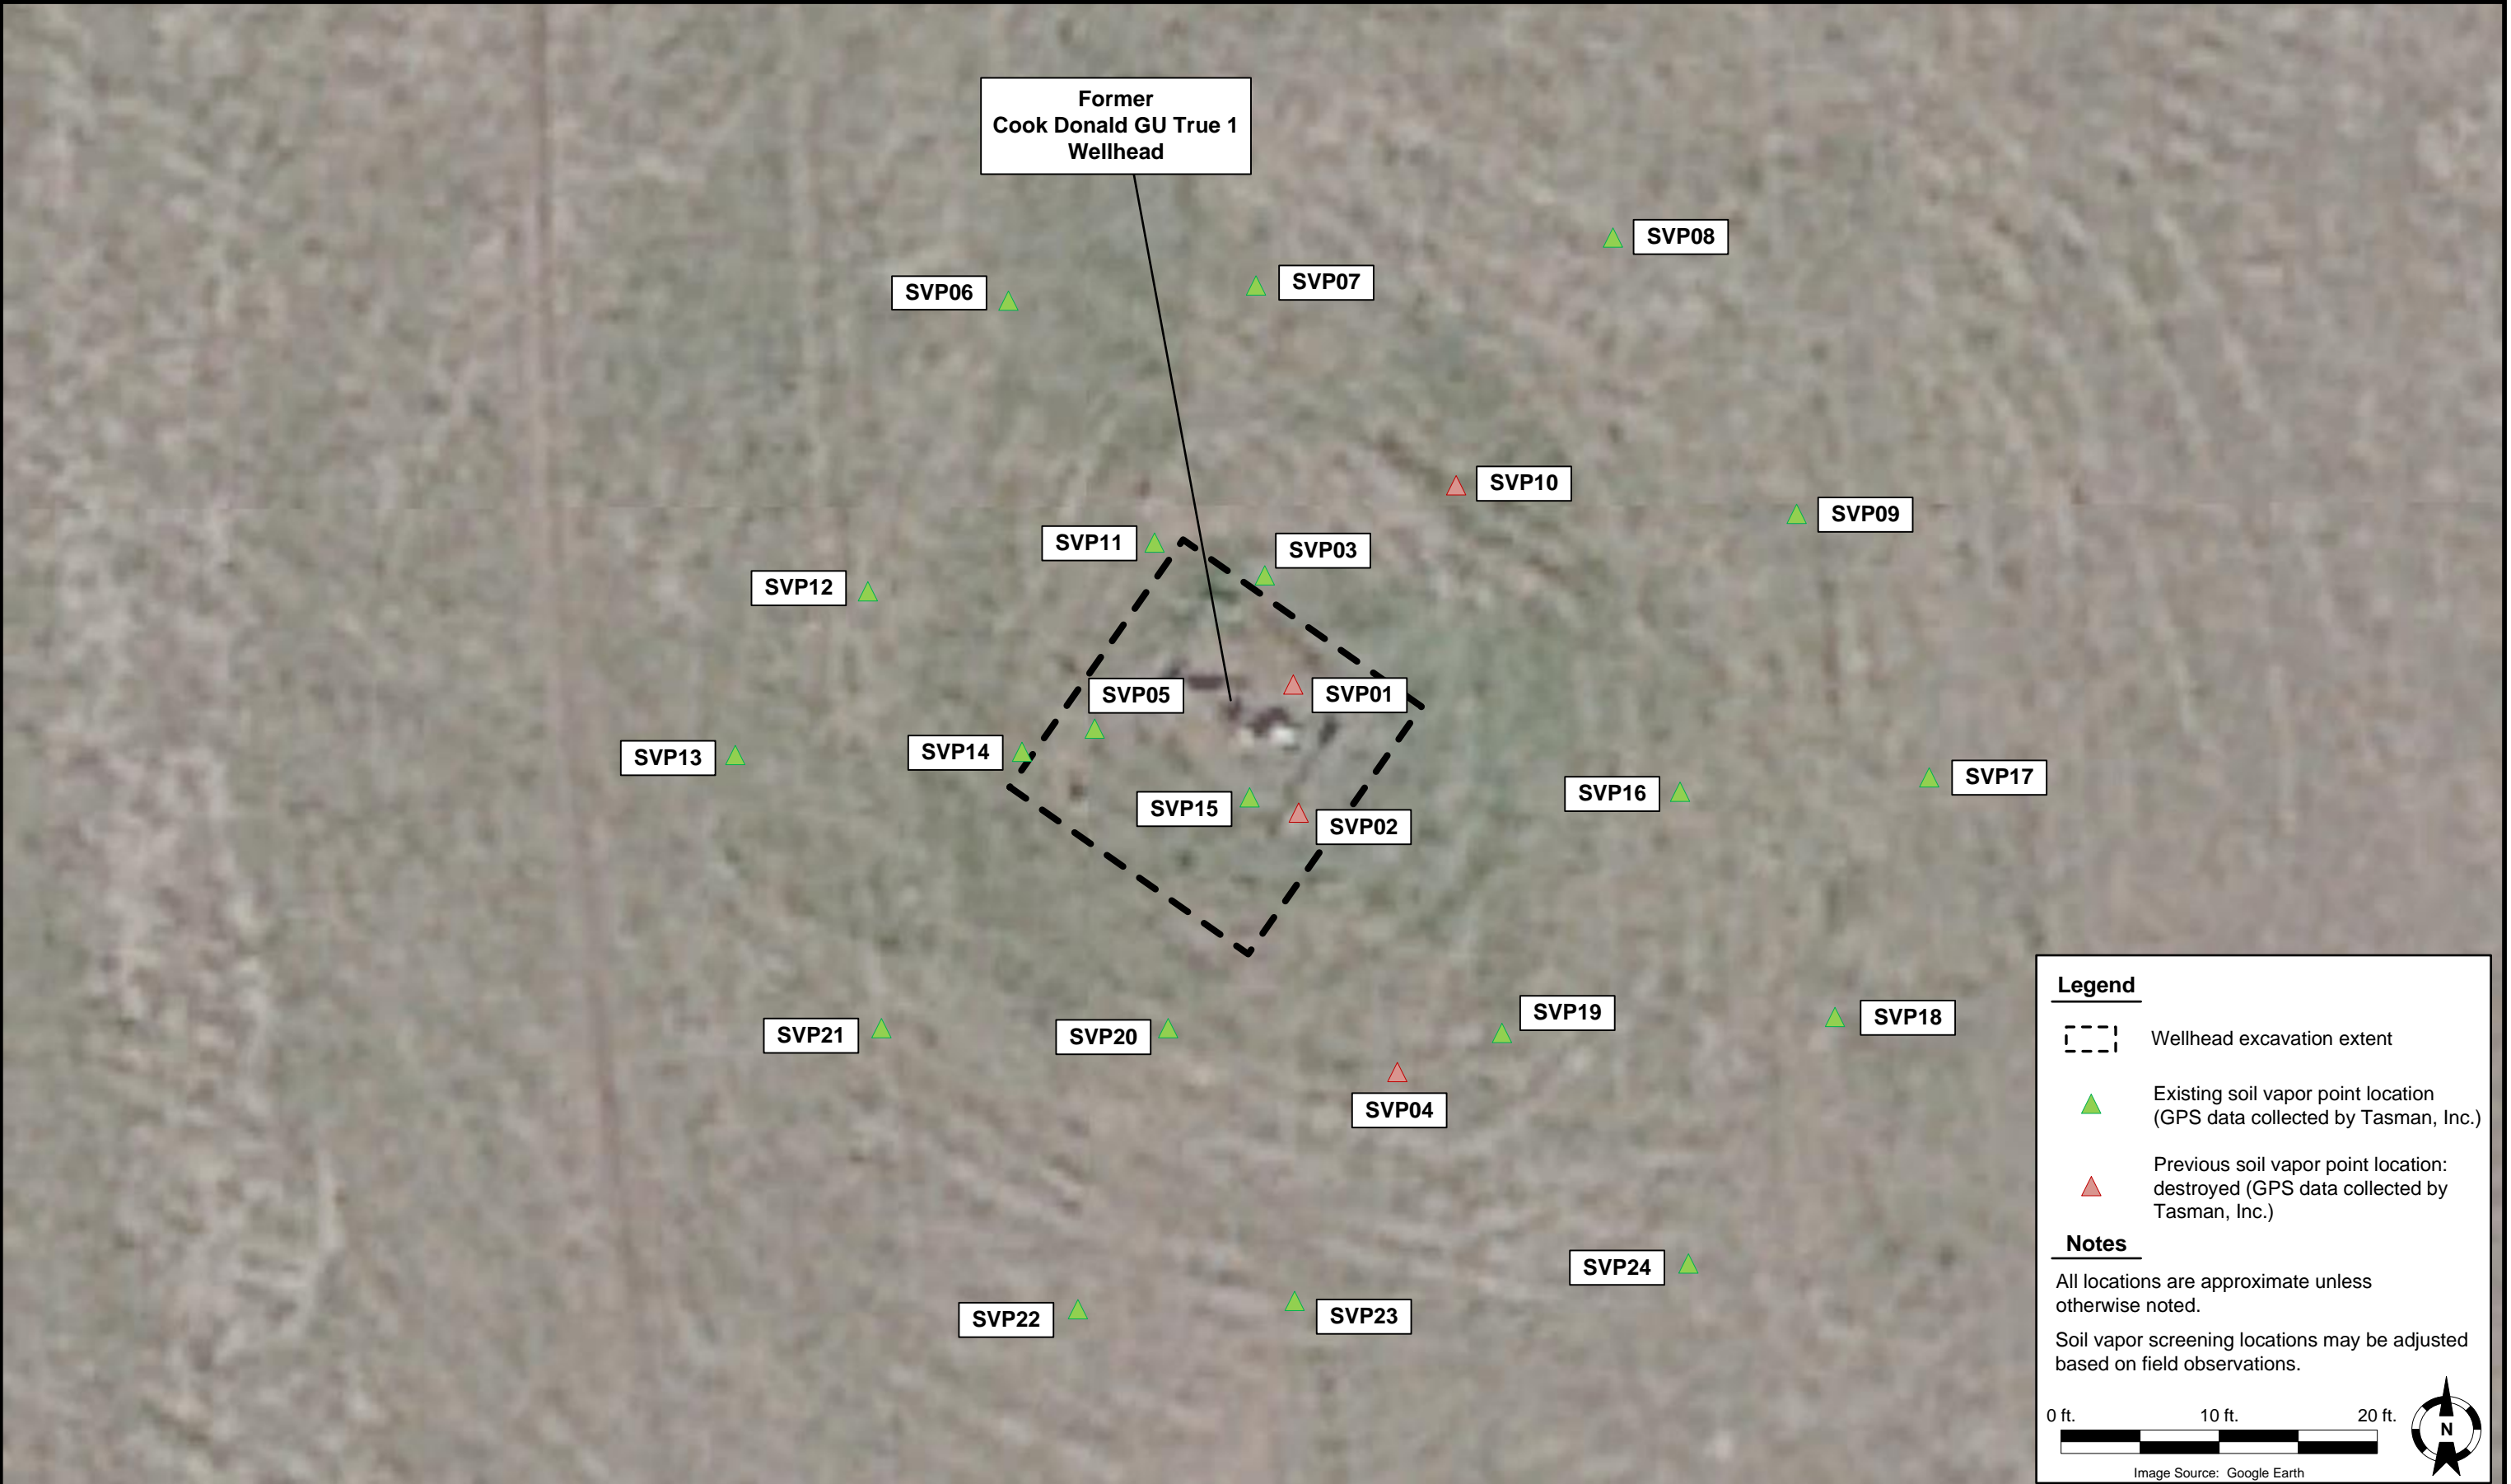 Former
Cook Donald GU True 1
Wellhead
SVP08
SVP07
SVP06
SVP10
SVP09
SVP11
SVP03
SVP12
SVP05
SVP01
SVP14
SVP13
SVP17
SVP16
SVP15
SVP02
SVP19
SVP18
SVP21
SVP20
SVP04
SVP24
SVP22
SVP23
Legend
Wellhead excavation extent
Existing soil vapor point location
(GPS data collected by Tasman, Inc.)
Previous soil vapor point location:
destroyed (GPS data collected by
Tasman, Inc.)
Notes
All locations are approximate unless
otherwise noted.
Soil vapor screening locations may be adjusted
based on field observations.
0 ft. 10 ft. 20 ft.
N
Image Source: Google Earth